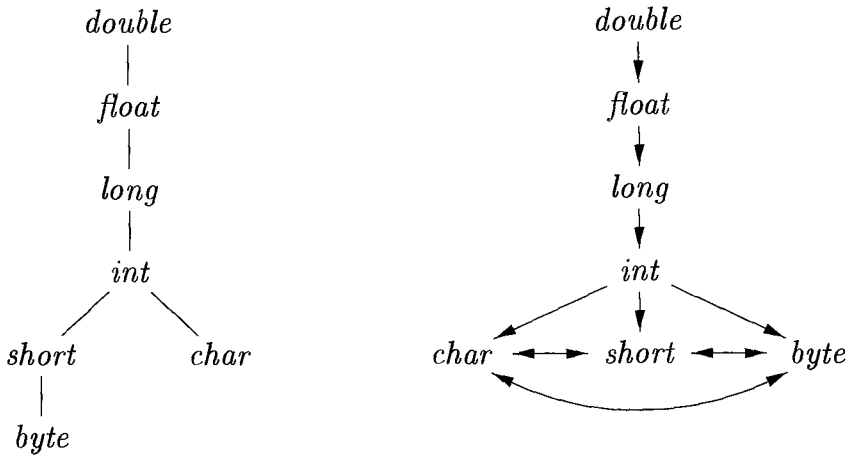 double
float
long
int
short char
byte
double
float
long
int
char short byte